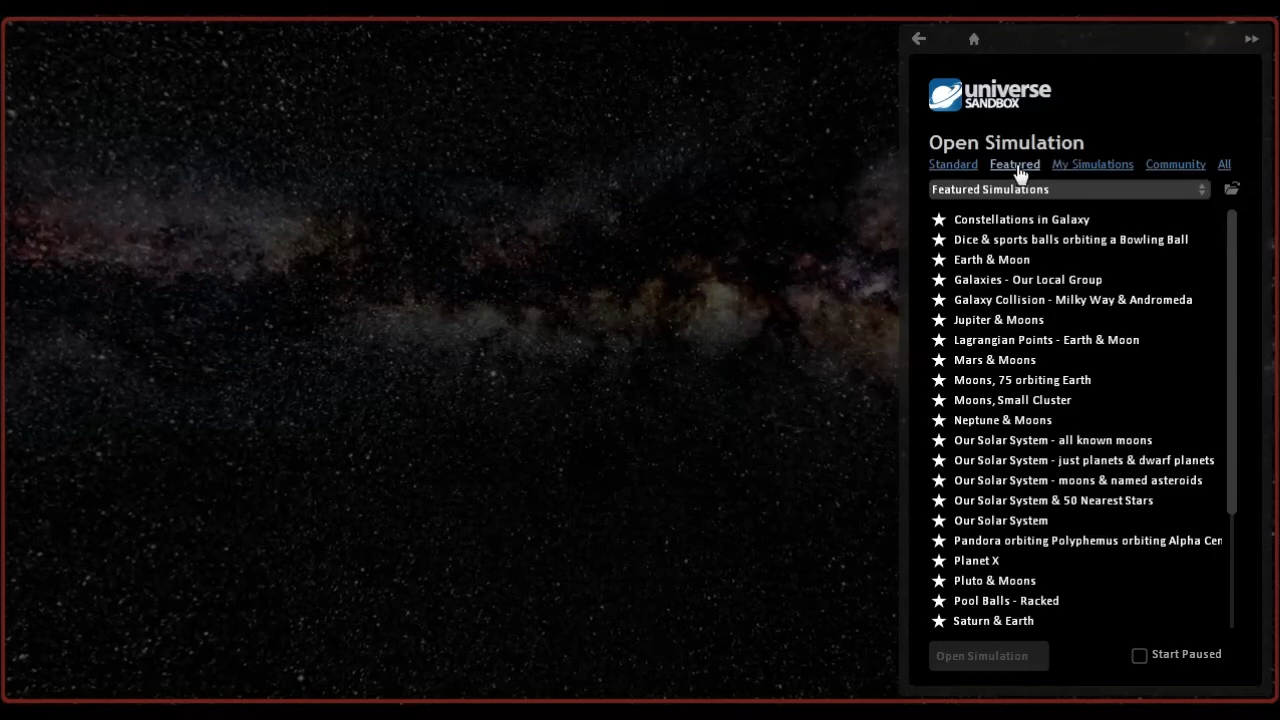 universe
SANDBOX
Open Simulation
Standard Featured My Simulations Community All
Featured Simulations
Constellations in Galaxy
Dice & sports balls orbiting a Bowling Ball
Earth & Moon
Galaxies - Our Local Group
Galaxy Collision - Milky Way & Andromeda
Jupiter & Moons
Lagrangian Points - Earth & Moon
Mars & Moons
Moons, 75 orbiting Earth
Moons, Small Cluster
Neptune & Moons
Our Solar System - all known moons
Our Solar System - just planets & dwarf planets
Our Solar System - moons & named asteroids
Our Solar System & 50 Nearest Stars
Our Solar System
Pandora orbiting Polyphemus orbiting Alpha Cen
Planet X
Pluto & Moons
Pool Balls - Racked
Saturn & Earth
Open Simulation Start Paused